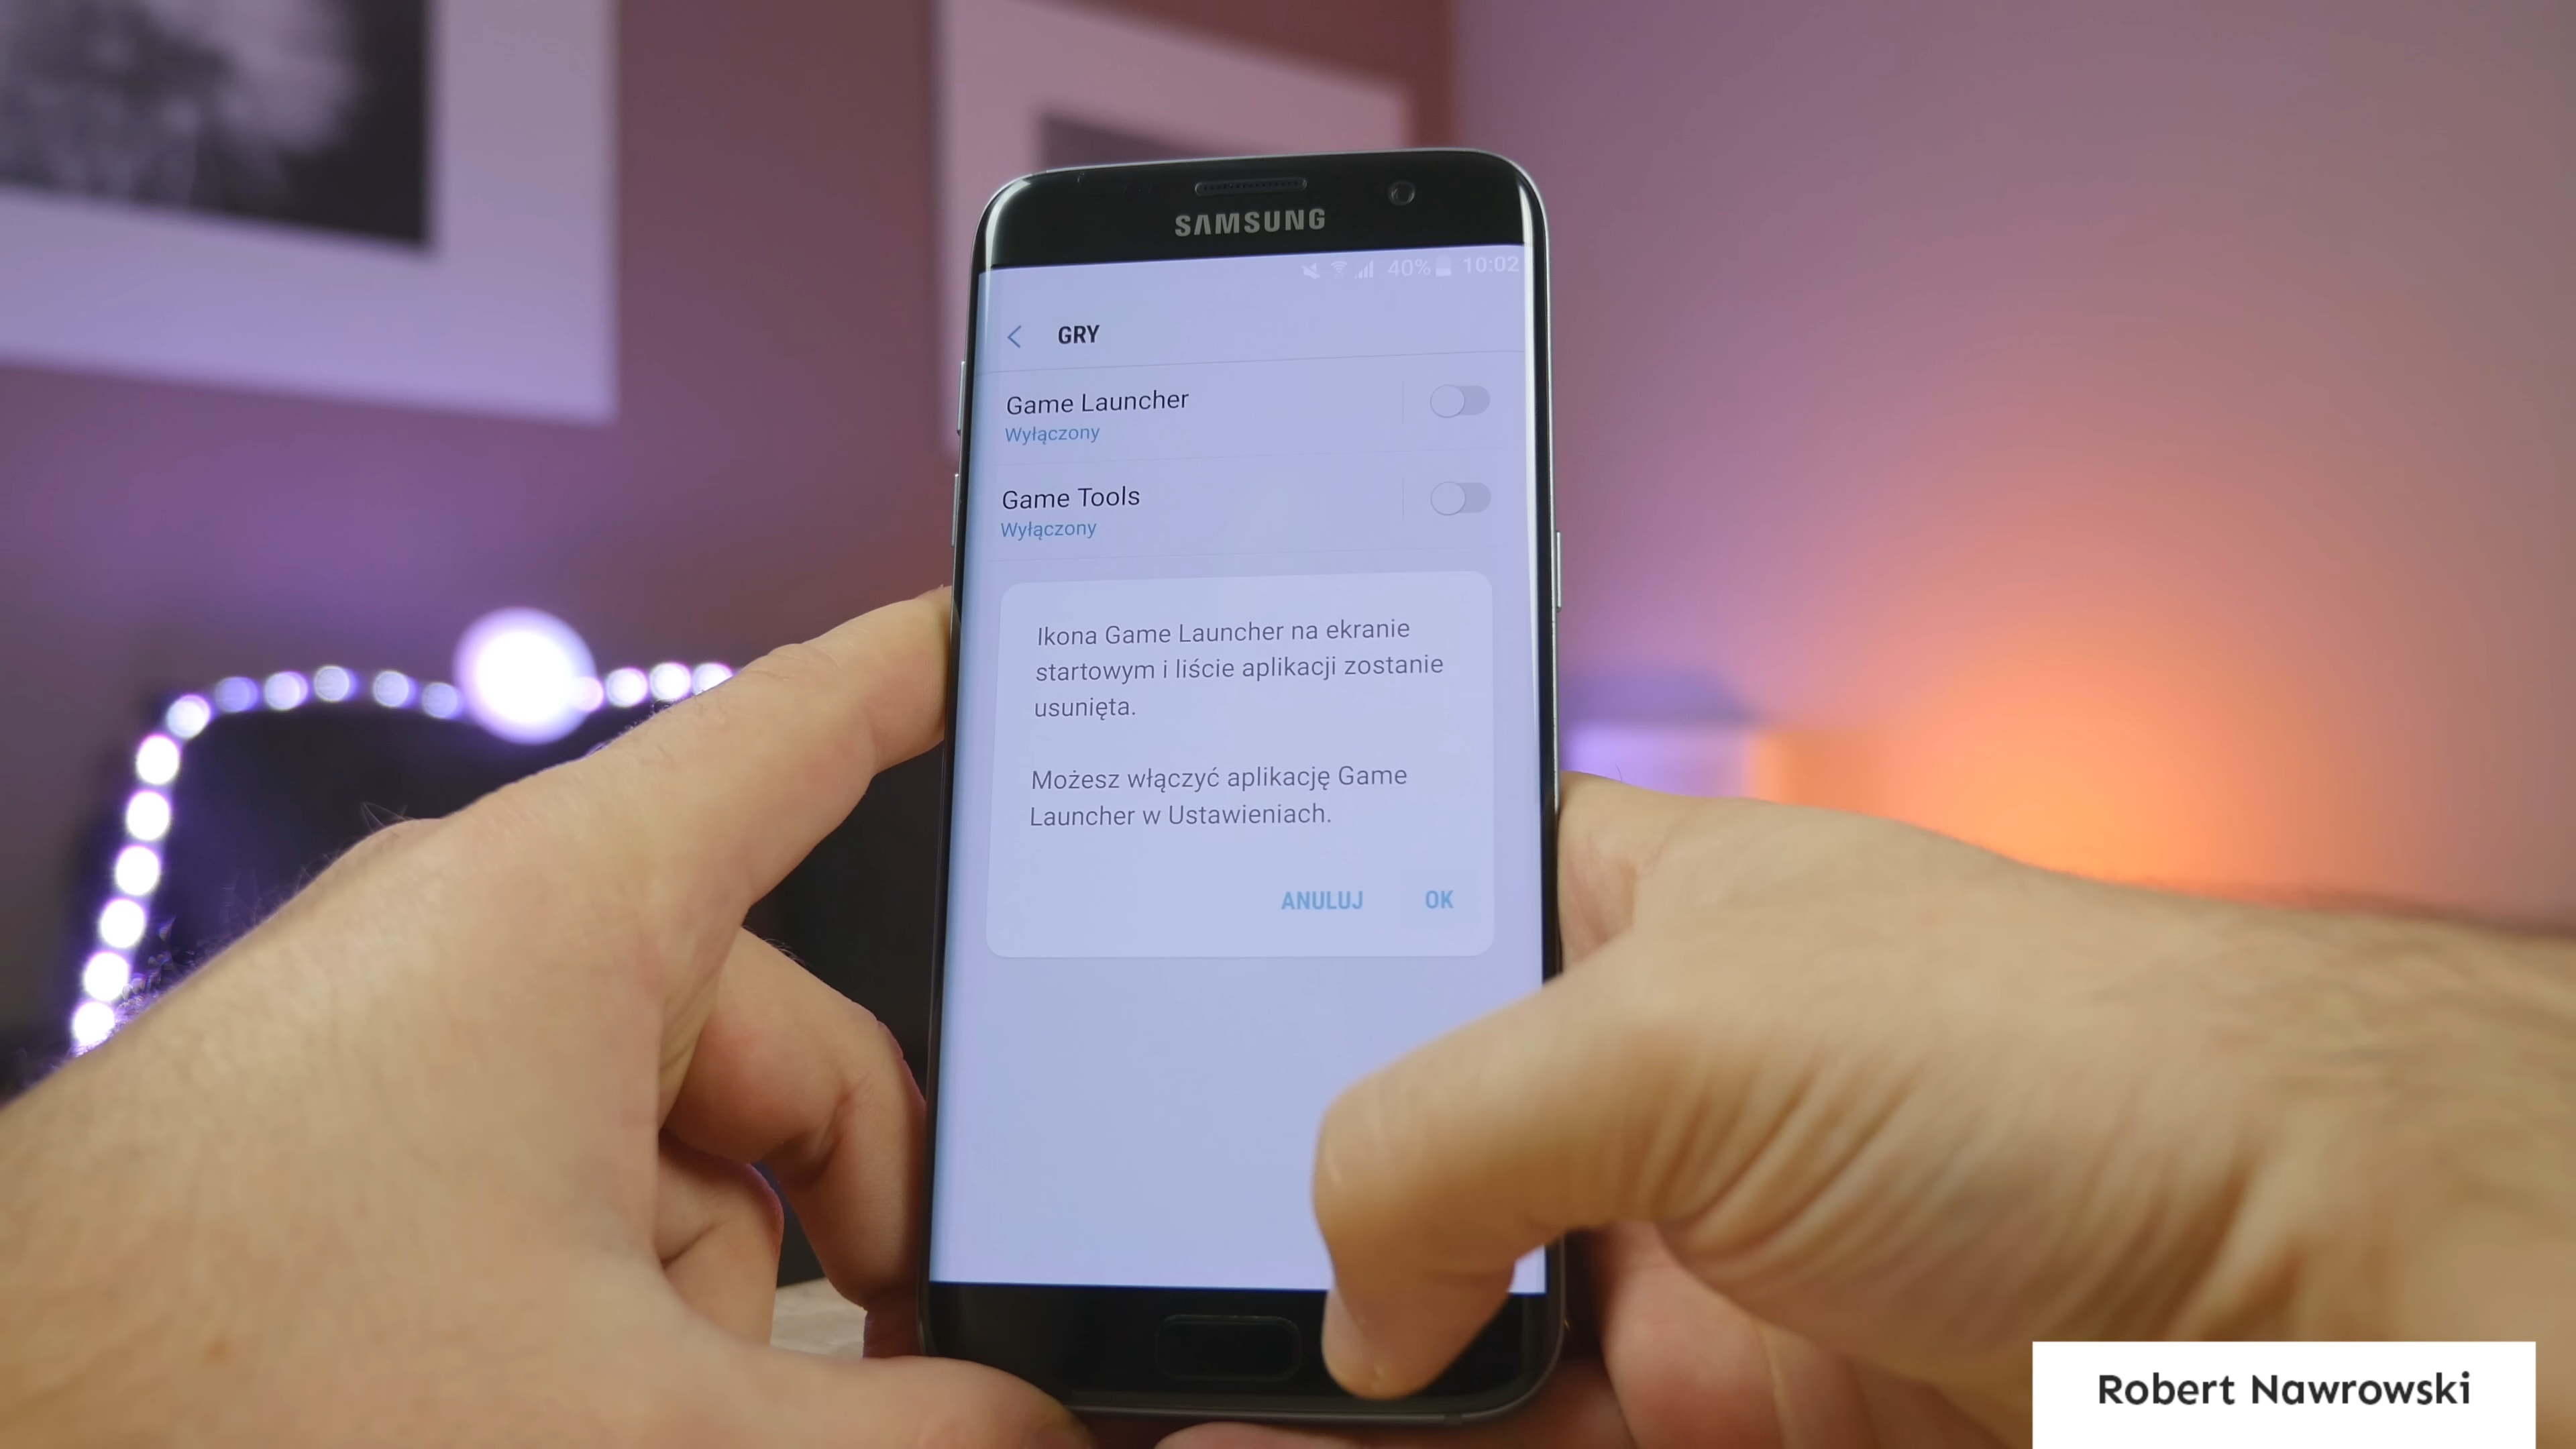 SAMSUNG
40% 10:02
GRY
Game Launcher
Wyłączony
Game Tools
Wyłączony
Ikona Game Launcher na ekranie
startowym i liście aplikacji zostanie
usunięta.
Możesz włączyć aplikację Game
Launcher w Ustawieniach.
ANULUJ OK
Robert Nawrowski